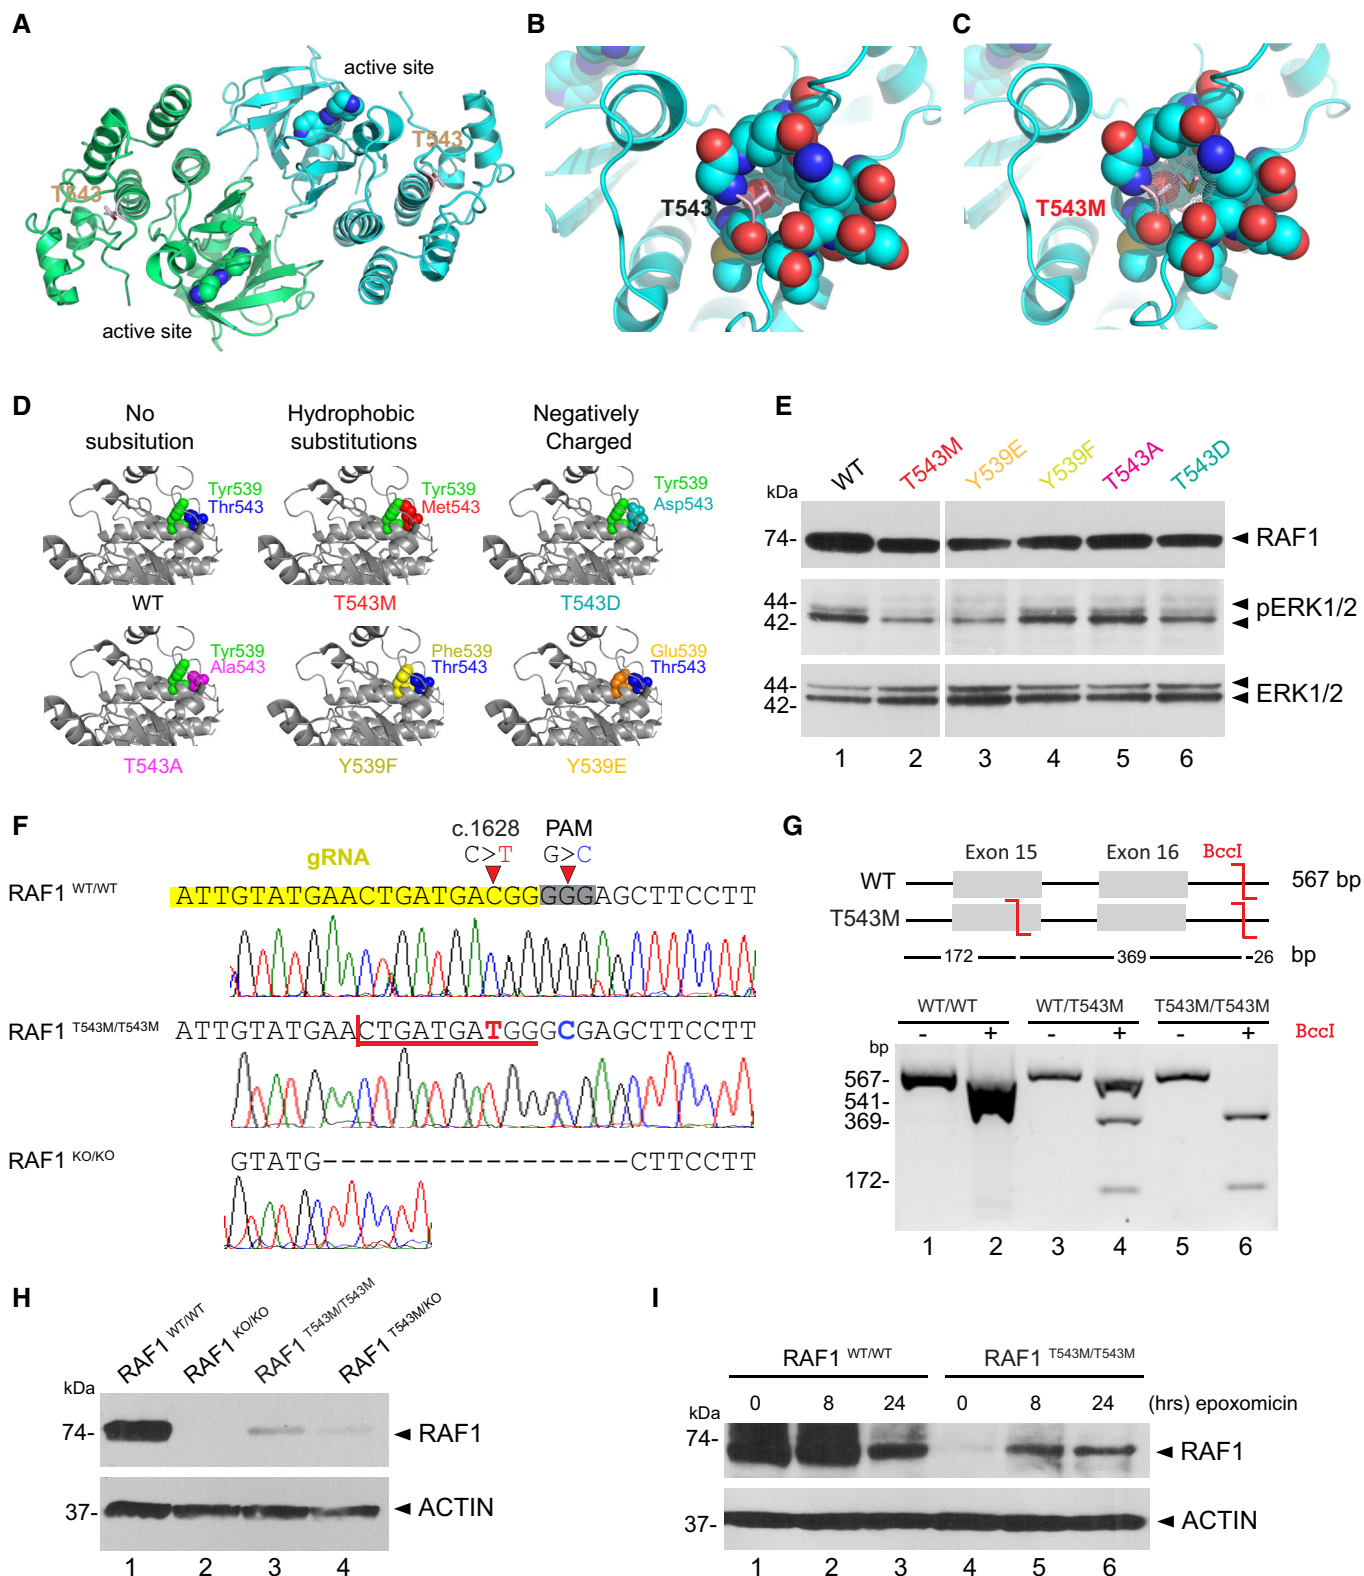 A
active site
T543
T543
active site
B
T543
C
T543M
D
No
subsitution
Hydrophobic
substitutions
Negatively
Charged
Tyr539
Thr543
Tyr539
Met543
Tyr539
Asp543
WT
T543M
T543D
Tyr539
Ala543
Phe539
Thr543
Glu539
Thr543
T543A
Y539F
Y539E
E
WT
T543M
Y539E
Y539F
T543A
T543D
kDa
74-
RAF1
44-
42-
pERK1/2
44-
42-
ERK1/2
1 2 3 4 5 6
F
c.1628
C>T
PAM
G>C
gRNA
RAF1 WT/WT
ATTGTATGAACTGATGACGGGGGAGCTTCCTT
RAF1 T543M/T543M
ATTGTATGAACTGATGATGGGCGAGCTTCCTT
RAF1 KO/KO
GTATG-----------------CTTCCTT
G
Exon 15
Exon 16
BccI
WT
567 bp
T543M
172
369
-26
bp
WT/WT
WT/T543M
T543M/T543M
- + - + - +
BccI
bp
567-
541-
369-
172-
1 2 3 4 5 6
H
RAF1 WT/WT
RAF1 KO/KO
RAF1 T543M/T543M
RAF1 T543M/KO
kDa
74-
RAF1
37-
ACTIN
1 2 3 4
I
RAF1 WT/WT
RAF1 T543M/T543M
0 8 24 0 8 24 (hrs) epoxomicin
kDa
74-
RAF1
37-
ACTIN
1 2 3 4 5 6